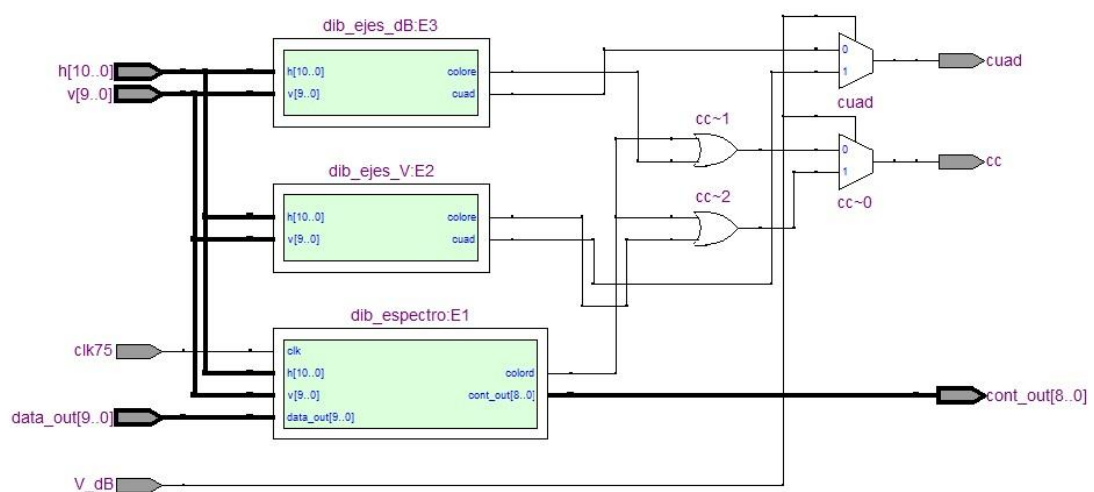 dib_ejes_dB:E3
h[10..0]
v[9..0]
h[10..0]
v[9..0]
colore
cuad
0
1
cuad
cuad
cc~1
0
1
cc
cc~0
dib_ejes_V:E2
cc~2
h[10..0]
v[9..0]
colore
cuad
dib_espectro:E1
clk75
clk
h[10..0]
v[9..0]
data_out[9..0]
colord
cont_out[8..0]
cont_out[8..0]
data_out[9..0]
V_dB